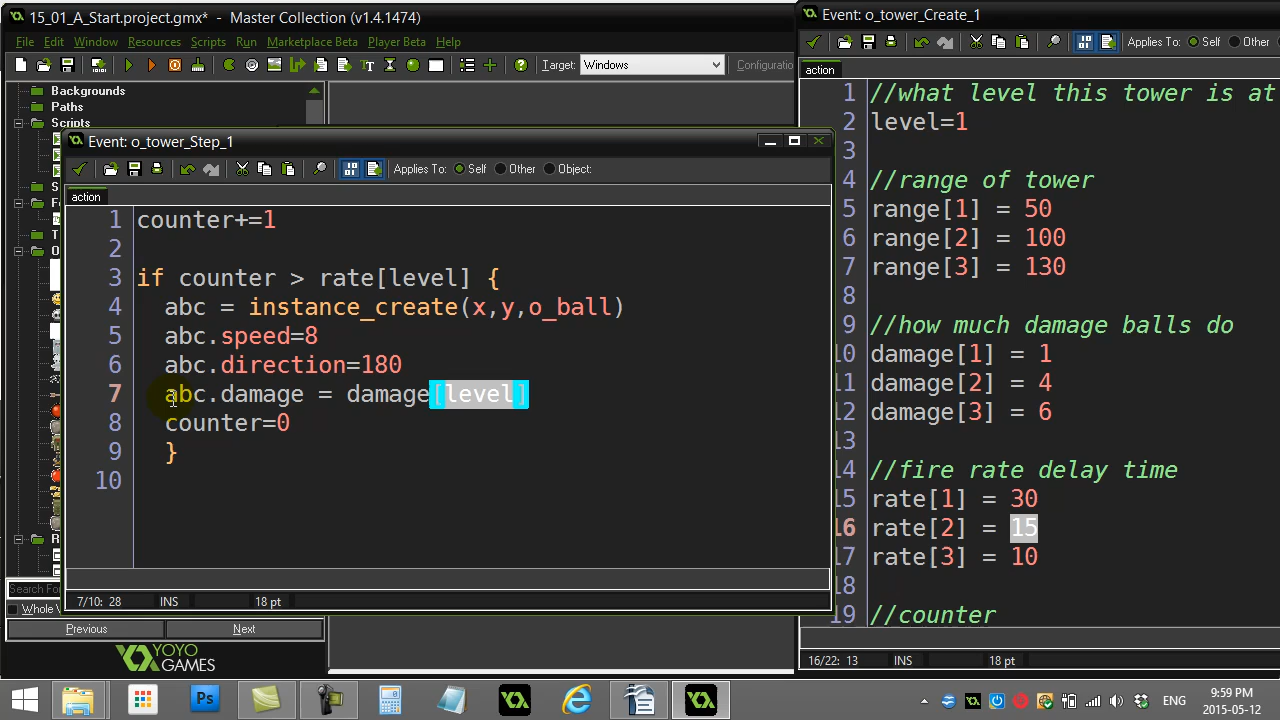 15_01_A_Start.project.gmx* - Master Collection (v1.4.1474)
File Edit Window Resources Scripts Run Marketplace Beta Player Beta Help
Target: Windows
Backgrounds
Paths
Scripts
Event: o_tower_Step_1
Applies To: Self Other Object:
action
1 counter+=1
2
3 if counter > rate[level] {
4 abc = instance_create(x,y,o_ball)
5 abc.speed=8
6 abc.direction=180
7 abc.damage = damage[level]
8 counter=0
9 }
10
7/10: 28 INS 18 pt
Previous Next
YOYO
GAMES
Event: o_tower_Create_1
Applies To: Self Other
action
1 //what level this tower is at
2 level=1
3
4 //range of tower
5 range[1] = 50
6 range[2] = 100
7 range[3] = 130
8
9 //how much damage balls do
10 damage[1] = 1
11 damage[2] = 4
12 damage[3] = 6
13
14 //fire rate delay time
15 rate[1] = 30
16 rate[2] = 15
17 rate[3] = 10
18
19 //counter
16/22: 13 INS 18 pt
Ps
ENG
9:59 PM
2015-05-12